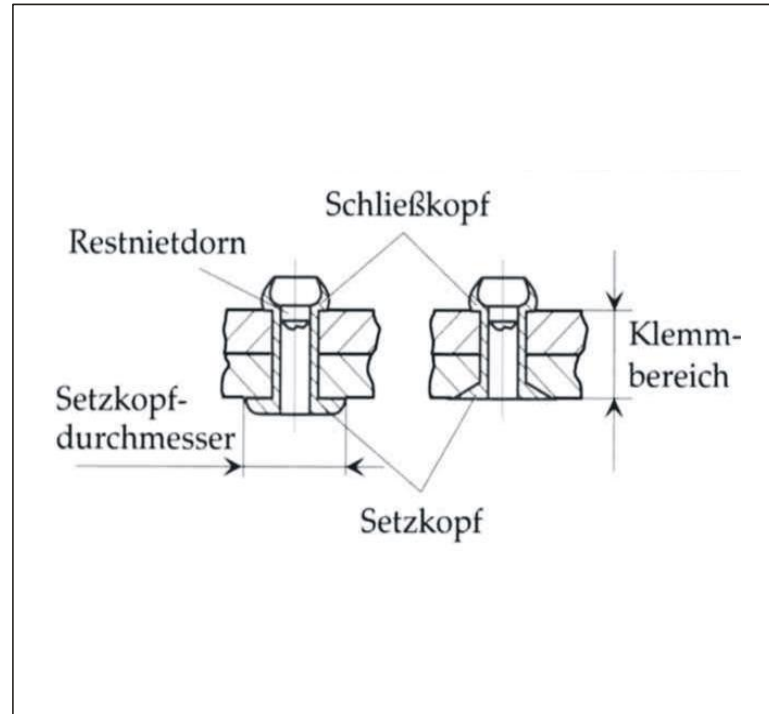 Schließkopf
Restnietdorn
Klemm-
bereich
Setzkopf-
durchmesser
Setzkopf